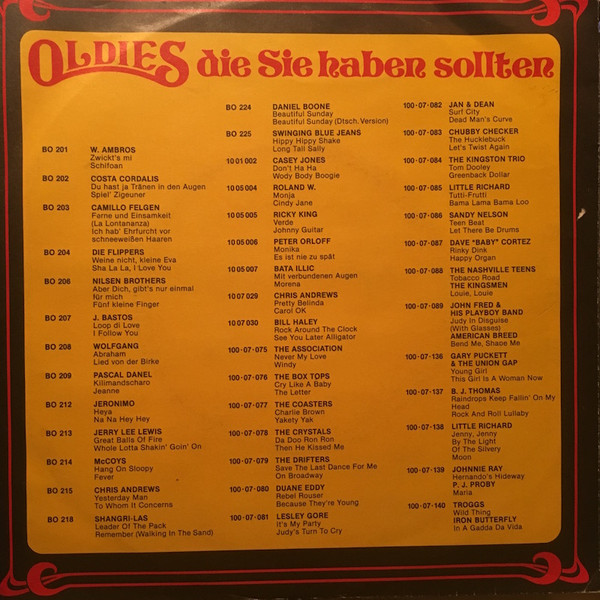 OLDIES die Sie haben sollten
BO 201 W. AMBROS
Zwickt's mi
Schifoan
BO 202 COSTA CORDALIS
Du hast ja Tränen in den Augen
Spiel' Zigeuner
BO 203 CAMILLO FELGEN
Ferne und Einsamkeit
(La Lontananza)
Ich hab' Ehrfurcht vor
schneeweißen Haaren
BO 204 DIE FLIPPERS
Weine nicht, kleine Eva
Sha La La, I Love You
BO 206 NILSEN BROTHERS
Aber Dich, gibt's nur einmal
für mich
Fünf kleine Finger
BO 207 J. BASTOS
Loop di Love
I Follow You
BO 208 WOLFGANG
Abraham
Lied von der Birke
BO 209 PASCAL DANEL
Kilimandscharo
Jeanne
BO 212 JERONIMO
Heya
Na Na Hey Hey
BO 213 JERRY LEE LEWIS
Great Balls Of Fire
Whole Lotta Shakin' Goin' On
BO 214 McCOYS
Hang On Sloopy
Fever
BO 215 CHRIS ANDREWS
Yesterday Man
To Whom It Concerns
BO 218 SHANGRI-LAS
Leader Of The Pack
Remember (Walking In The Sand)
BO 224 DANIEL BOONE
Beautiful Sunday
Beautiful Sunday (Dtsch. Version)
BO 225 SWINGING BLUE JEANS
Hippy Hippy Shake
Long Tall Sally
10 01 002 CASEY JONES
Don't Ha Ha
Wody Body Boogie
10 05 004 ROLAND W.
Monja
Cindy Jane
10 05 005 RICKY KING
Verde
Johnny Guitar
10 05 006 PETER ORLOFF
Monika
Es ist nie zu spät
10 05 007 BATA ILLIC
Mit verbundenen Augen
Morena
10 07 029 CHRIS ANDREWS
Pretty Belinda
Carol OK
10 07 030 BILL HALEY
Rock Around The Clock
See You Later Alligator
100·07·075 THE ASSOCIATION
Never My Love
Windy
100·07·076 THE BOX TOPS
Cry Like A Baby
The Letter
100·07·077 THE COASTERS
Charlie Brown
Yakety Yak
100·07·078 THE CRYSTALS
Da Doo Ron Ron
Then He Kissed Me
100·07·079 THE DRIFTERS
Save The Last Dance For Me
On Broadway
100·07·080 DUANE EDDY
Rebel Rouser
Because They're Young
100·07·081 LESLEY GORE
It's My Party
Judy's Turn To Cry
100·07·082 JAN & DEAN
Surf City
Dead Man's Curve
100·07·083 CHUBBY CHECKER
The Hucklebuck
Let's Twist Again
100·07·084 THE KINGSTON TRIO
Tom Dooley
Greenback Dollar
100·07·085 LITTLE RICHARD
Tutti-Frutti
Bama Lama Bama Loo
100·07·086 SANDY NELSON
Teen Beat
Let There Be Drums
100·07·087 DAVE "BABY" CORTEZ
Rinky Dink
Happy Organ
100·07·088 THE NASHVILLE TEENS
Tobacco Road
THE KINGSMEN
Louie, Louie
100·07·089 JOHN FRED &
HIS PLAYBOY BAND
Judy In Disguise
(With Glasses)
AMERICAN BREED
Bend Me, Shape Me
100·07·136 GARY PUCKETT
& THE UNION GAP
Young Girl
This Girl Is A Woman Now
100·07·137 B. J. THOMAS
Raindrops Keep Fallin' On My
Head
Rock And Roll Lullaby
100·07·138 LITTLE RICHARD
Jenny, Jenny
By The Light
Of The Silvery
Moon
100·07·139 JOHNNIE RAY
Hernando's Hideway
P. J. PROBY
Maria
100·07·140 TROGGS
Wild Thing
IRON BUTTERFLY
In A Gadda Da Vida